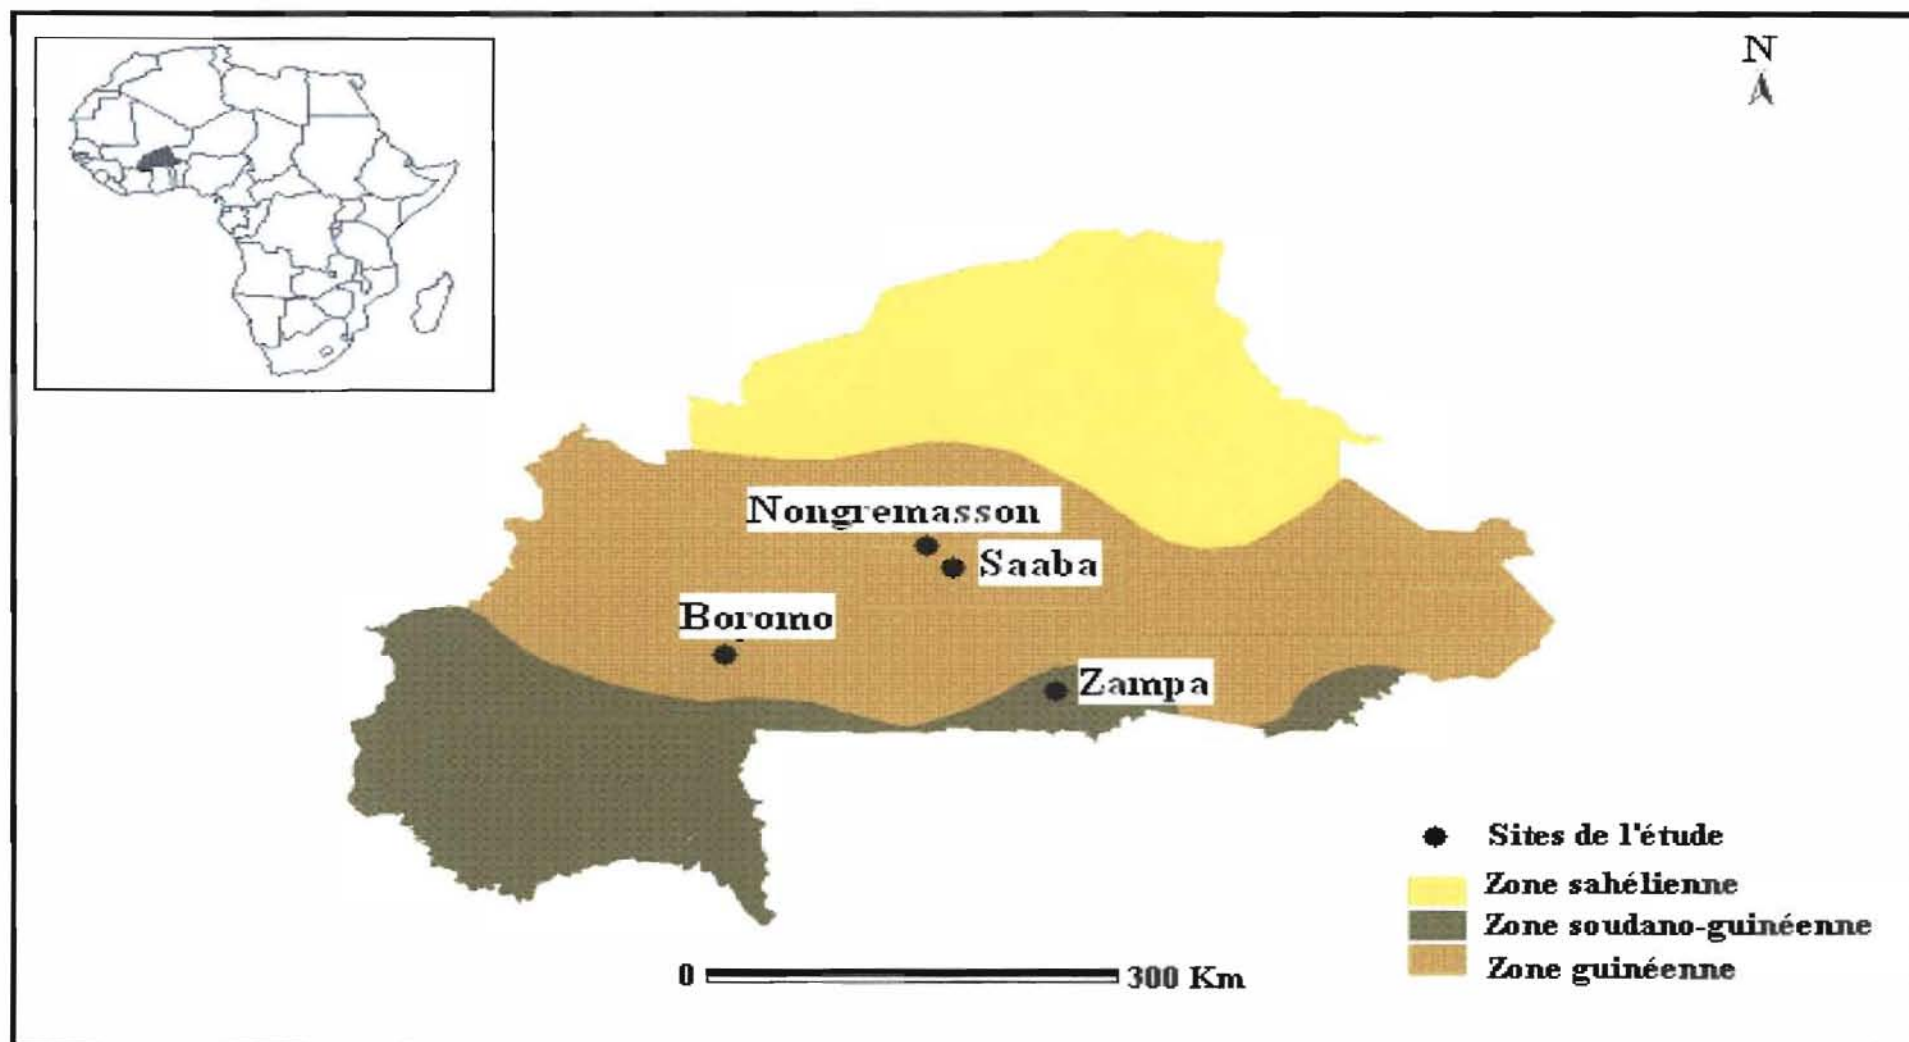 N
Nongremasson
Saaba
Boromo
Zampa
Sites de l'étude
Zone sahélienne
Zone soudano-guinéenne
Zone guinéenne
0 300 Km